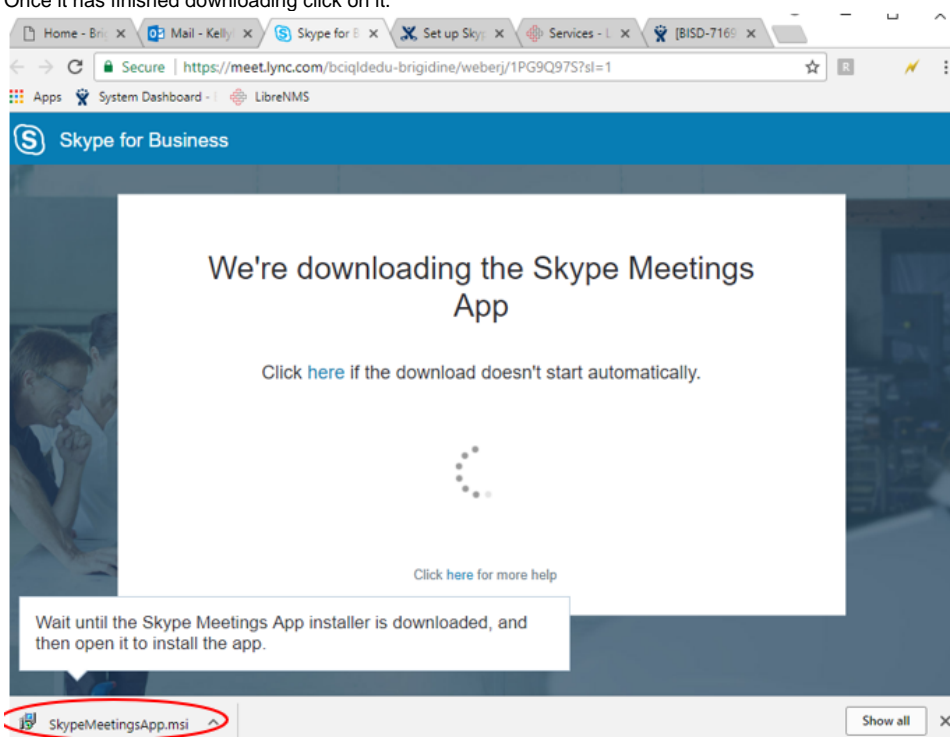 Once it has finished downloading click on it.
Home - Bri
Mail - Kelly
Skype for B
Set up Sky
Services - L
[BISD-7169
Secure | https://meet.lync.com/bciqldedu-brigidine/weberj/1PG9Q97S?sl=1
R
Apps System Dashboard - LibreNMS
S Skype for Business
We're downloading the Skype Meetings
App
Click here if the download doesn't start automatically.
Click here for more help
Wait until the Skype Meetings App installer is downloaded, and
then open it to install the app.
SkypeMeetingsApp.msi
Show all